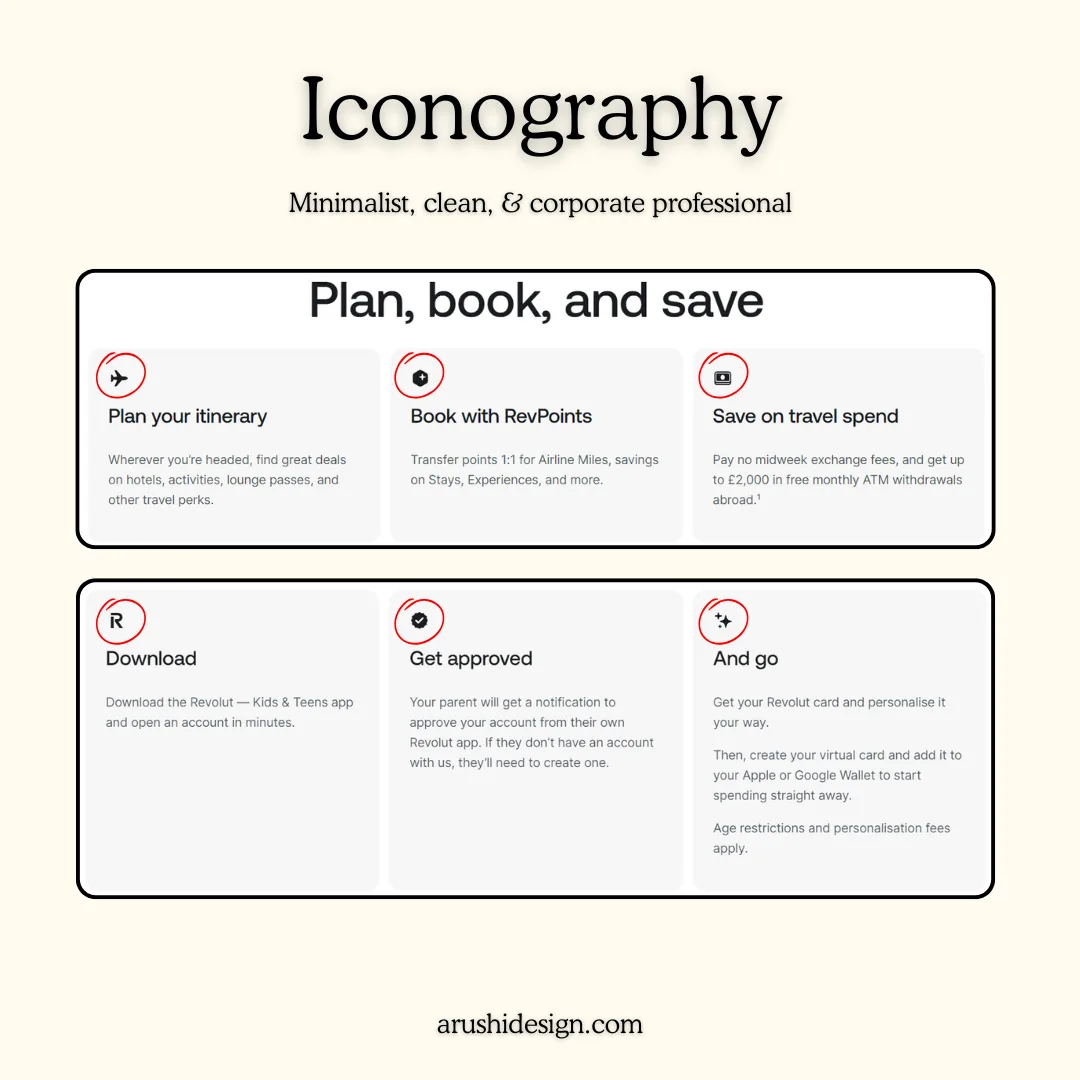 Iconography
Minimalist, clean, & corporate professional
Plan, book, and save
Plan your itinerary
Wherever you're headed, find great deals
on hotels, activities, lounge passes, and
other travel perks.
Book with RevPoints
Transfer points 1:1 for Airline Miles, savings
on Stays, Experiences, and more.
Save on travel spend
Pay no midweek exchange fees, and get up
to £2,000 in free monthly ATM withdrawals
abroad.¹
R
Download
Download the Revolut — Kids & Teens app
and open an account in minutes.
Get approved
Your parent will get a notification to
approve your account from their own
Revolut app. If they don't have an account
with us, they'll need to create one.
And go
Get your Revolut card and personalise it
your way.
Then, create your virtual card and add it to
your Apple or Google Wallet to start
spending straight away.
Age restrictions and personalisation fees
apply.
arushidesign.com